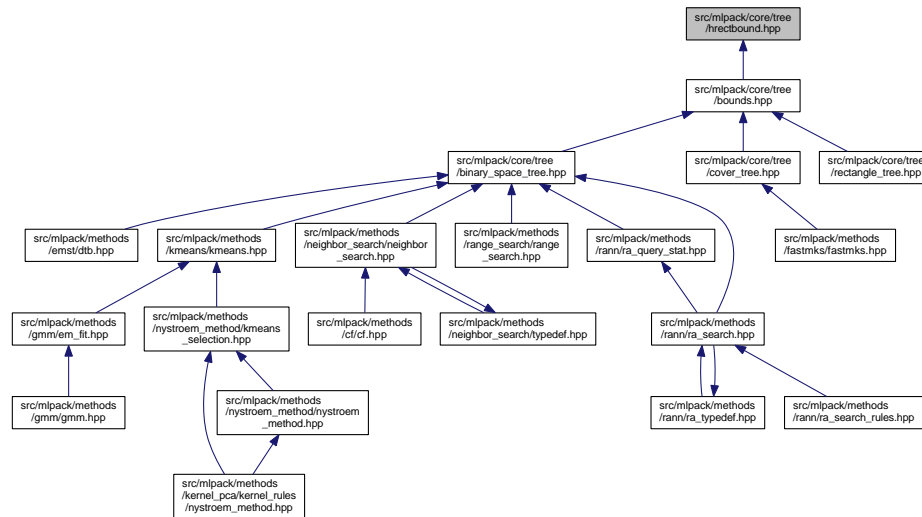 src/mlpack/core/tree
/hrectbound.hpp
src/mlpack/core/tree
/bounds.hpp
src/mlpack/core/tree
/binary_space_tree.hpp
src/mlpack/core/tree
/cover_tree.hpp
src/mlpack/core/tree
/rectangle_tree.hpp
src/mlpack/methods
/emst/dtb.hpp
src/mlpack/methods
/kmeans/kmeans.hpp
src/mlpack/methods
/neighbor_search/neighbor
_search.hpp
src/mlpack/methods
/range_search/range
_search.hpp
src/mlpack/methods
/rann/ra_query_stat.hpp
src/mlpack/methods
/fastmks/fastmks.hpp
src/mlpack/methods
/gmm/em_fit.hpp
src/mlpack/methods
/nystroem_method/kmeans
_selection.hpp
src/mlpack/methods
/cf/cf.hpp
src/mlpack/methods
/neighbor_search/typedef.hpp
src/mlpack/methods
/rann/ra_search.hpp
src/mlpack/methods
/gmm/gmm.hpp
src/mlpack/methods
/nystroem_method/nystroem
_method.hpp
src/mlpack/methods
/rann/ra_typedef.hpp
src/mlpack/methods
/rann/ra_search_rules.hpp
src/mlpack/methods
/kernel_pca/kernel_rules
/nystroem_method.hpp